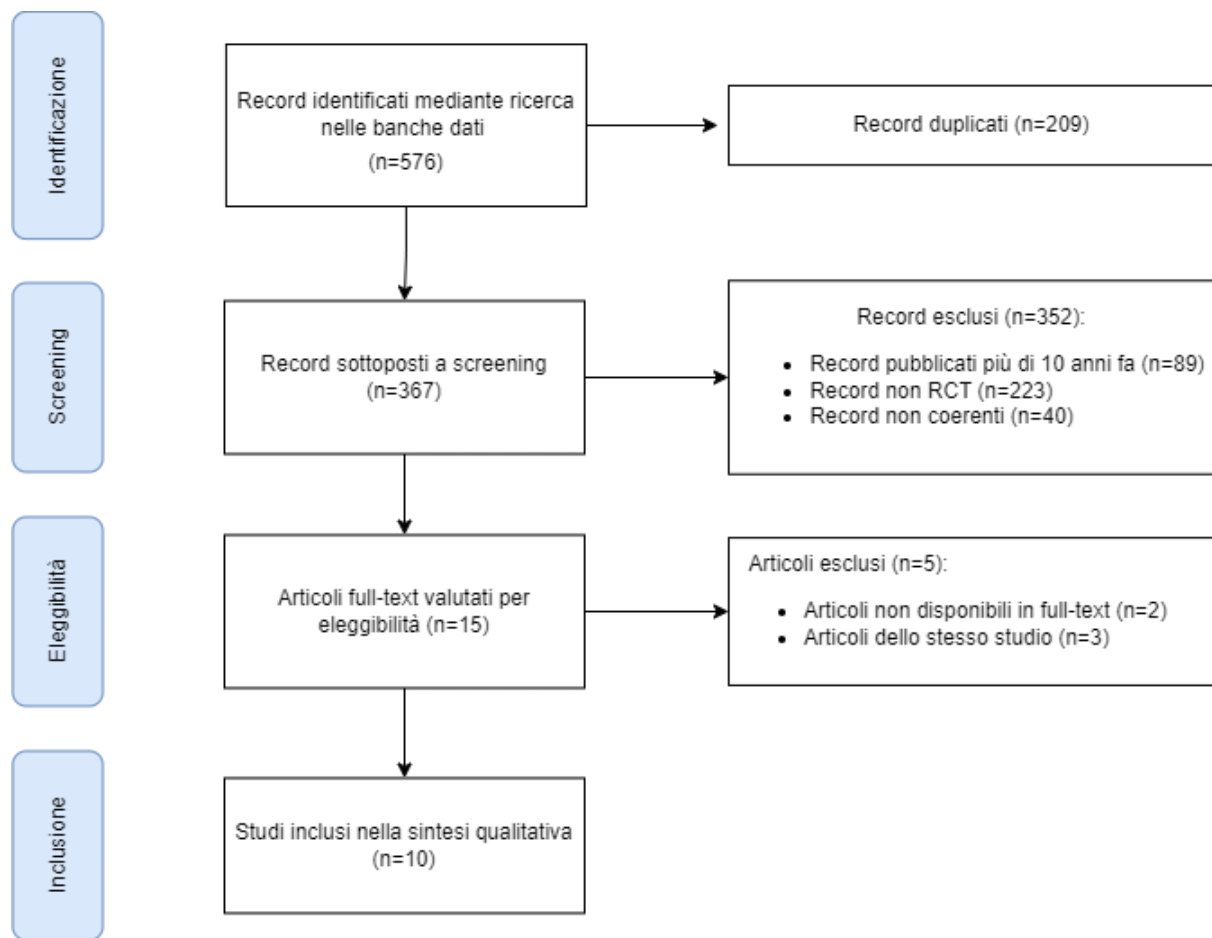 Identificazione
Record identificati mediante ricerca
nelle banche dati
(n=576)
Record duplicati (n=209)
Screening
Record sottoposti a screening
(n=367)
Record esclusi (n=352):
• Record pubblicati più di 10 anni fa (n=89)
• Record non RCT (n=223)
• Record non coerenti (n=40)
Eleggibilità
Articoli full-text valutati per
eleggibilità (n=15)
Articoli esclusi (n=5):
• Articoli non disponibili in full-text (n=2)
• Articoli dello stesso studio (n=3)
Inclusione
Studi inclusi nella sintesi qualitativa
(n=10)